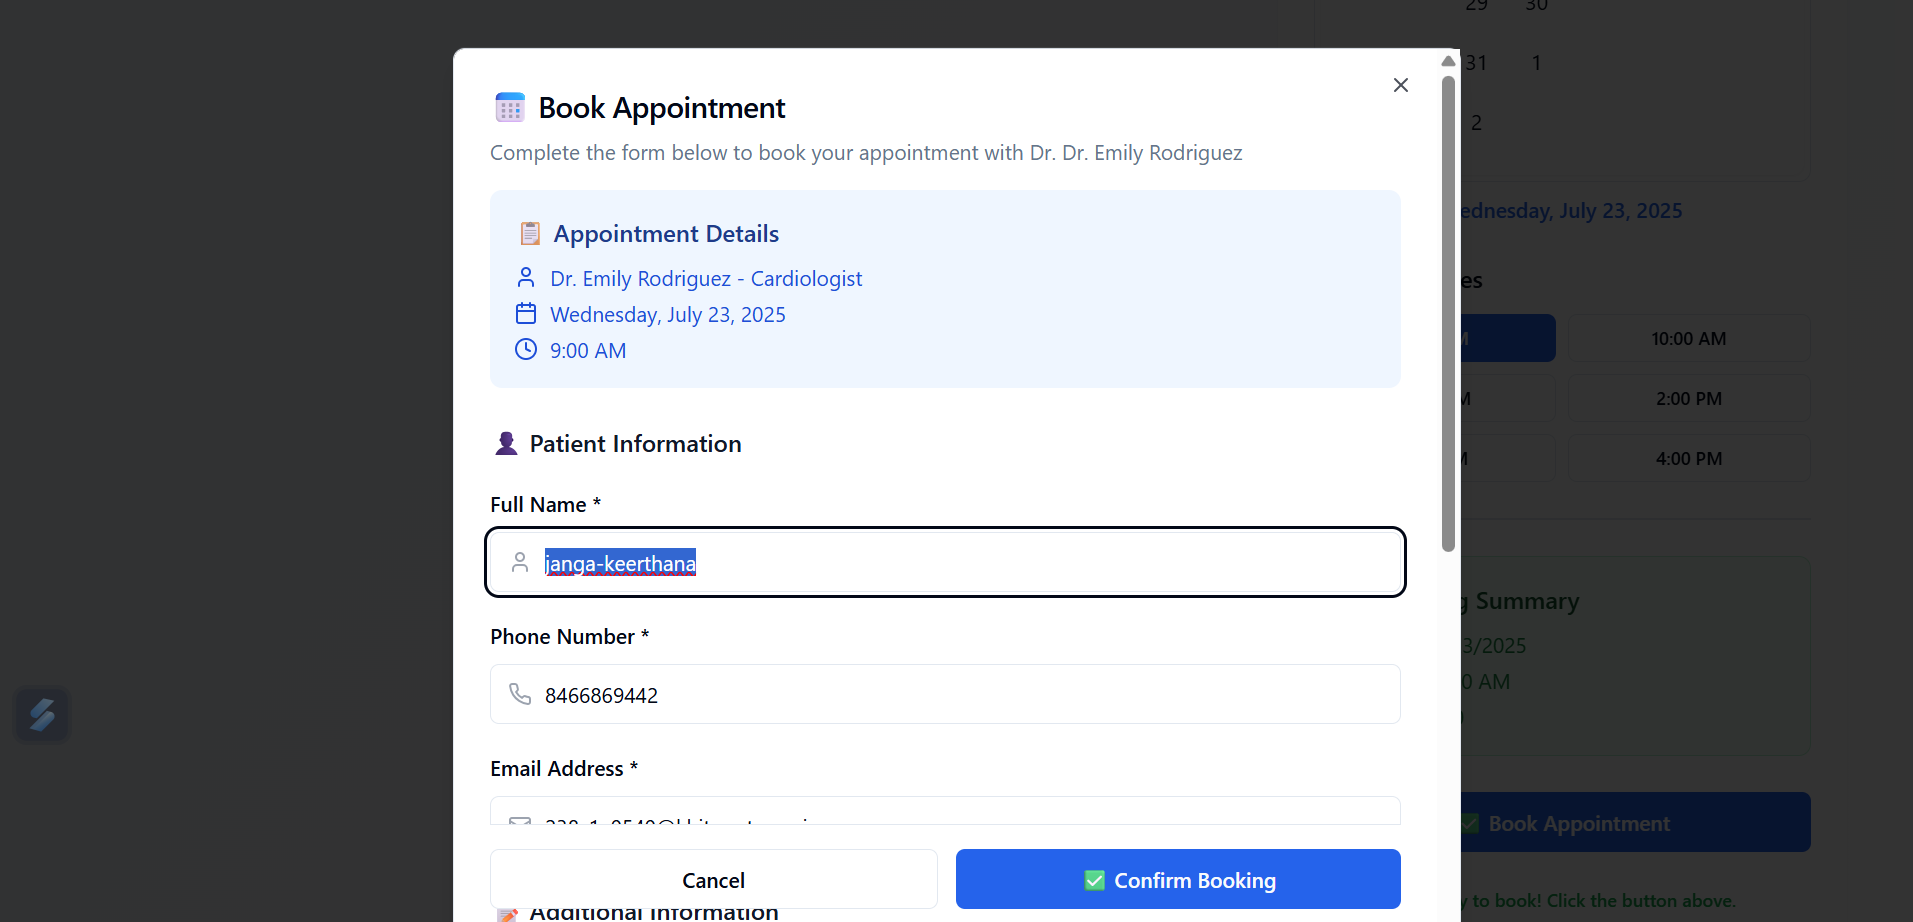 29 30
31 1
2
Book Appointment
Complete the form below to book your appointment with Dr. Dr. Emily Rodriguez
Appointment Details
Dr. Emily Rodriguez - Cardiologist
Wednesday, July 23, 2025
9:00 AM
Patient Information
Full Name *
janga-keerthana
Phone Number *
8466869442
Email Address *
Cancel
Confirm Booking
Additional Information
ednesday, July 23, 2025
es
M 10:00 AM
M 2:00 PM
M 4:00 PM
g Summary
3/2025
0 AM
Book Appointment
y to book! Click the button above.